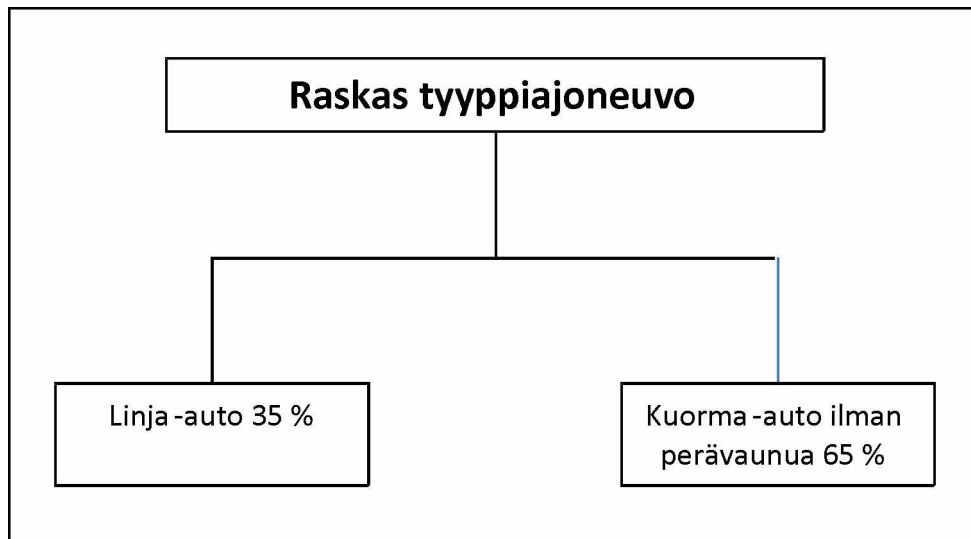 Raskas tyyppiajoneuvo
Linja-auto 35 %
Kuorma-auto ilman
perävaunua 65 %